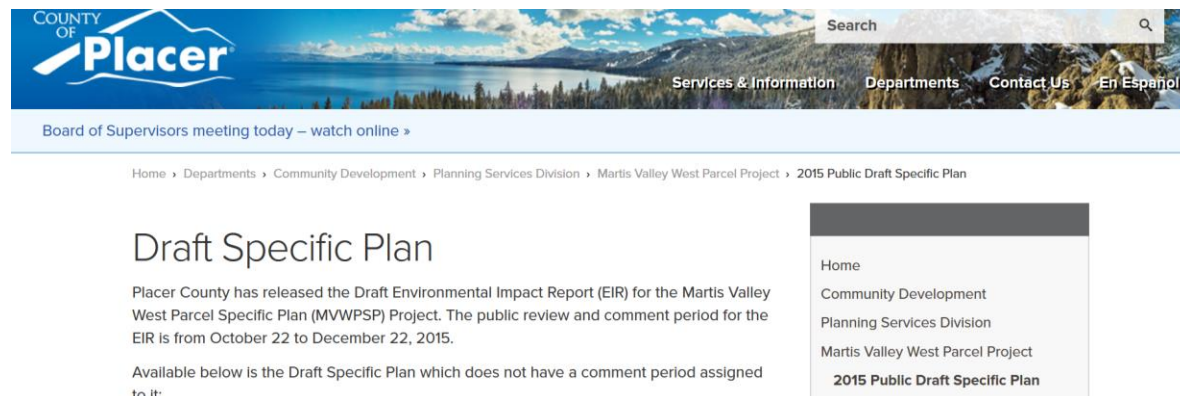 COUNTY
OF
Placer
Search
Services & Information Departments Contact Us En Español
Board of Supervisors meeting today – watch online »
Home › Departments › Community Development › Planning Services Division › Martis Valley West Parcel Project › 2015 Public Draft Specific Plan
Draft Specific Plan
Placer County has released the Draft Environmental Impact Report (EIR) for the Martis Valley
West Parcel Specific Plan (MVWPSP) Project. The public review and comment period for the
EIR is from October 22 to December 22, 2015.
Available below is the Draft Specific Plan which does not have a comment period assigned
to it:
Home
Community Development
Planning Services Division
Martis Valley West Parcel Project
2015 Public Draft Specific Plan